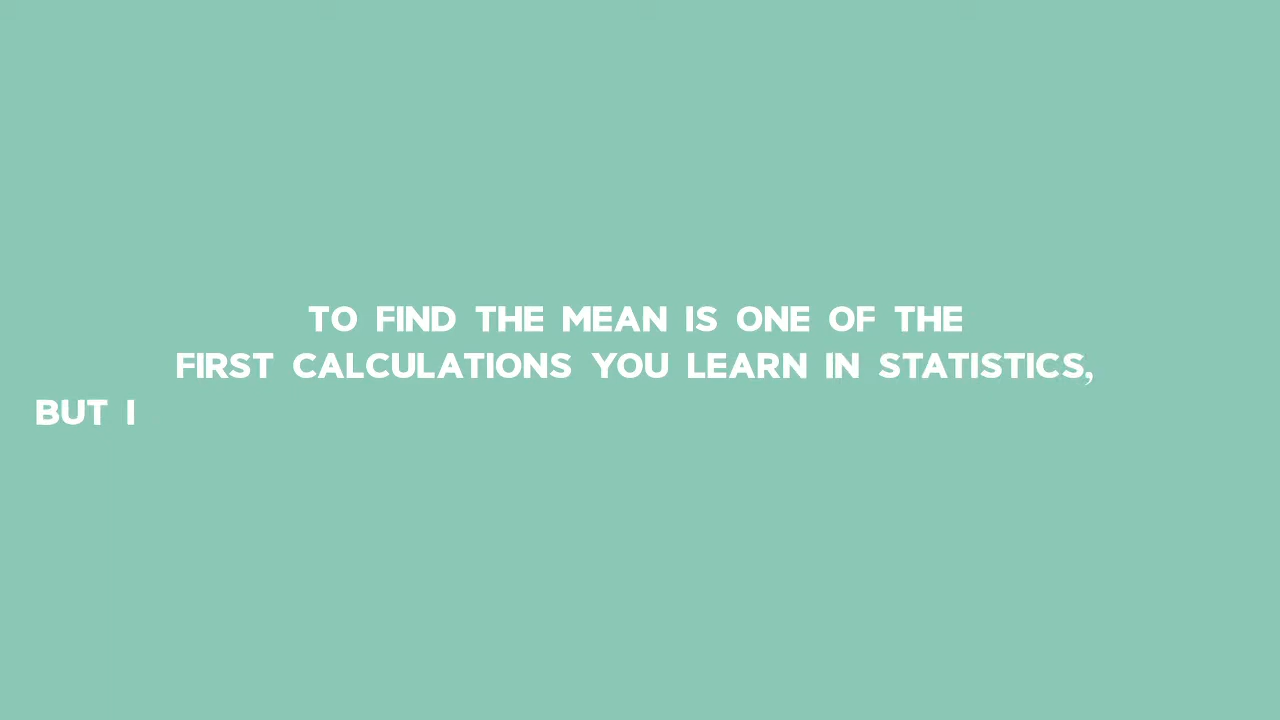 TO FIND THE MEAN IS ONE OF THE
FIRST CALCULATIONS YOU LEARN IN STATISTICS,
BUT I